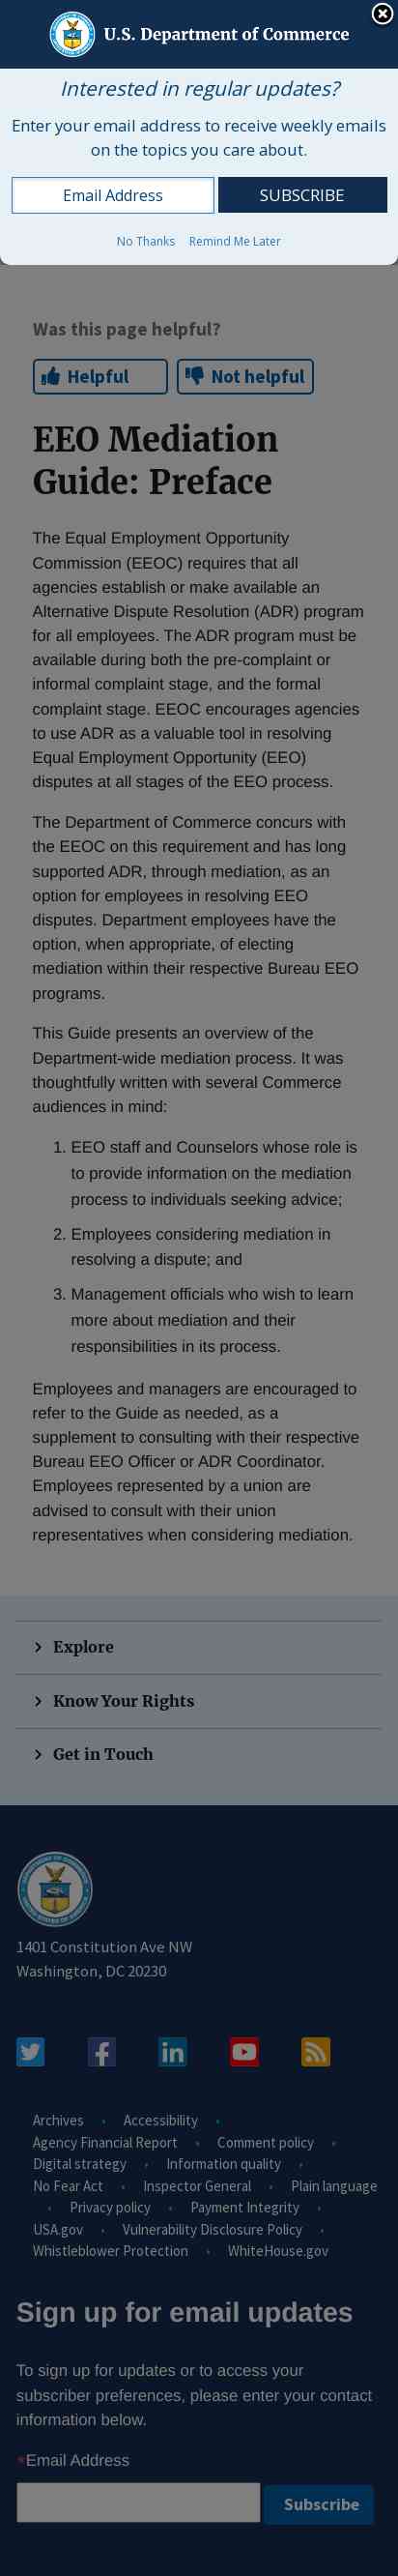 U.S. Department of Commerce
Interested in regular updates?
Enter your email address to receive weekly emails
on the topics you care about.
Email Address
SUBSCRIBE
No Thanks
Remind Me Later
Was this page helpful?
Helpful
Not helpful
EEO Mediation
Guide: Preface
The Equal Employment Opportunity
Commission (EEOC) requires that all
agencies establish or make available an
Alternative Dispute Resolution (ADR) program
for all employees. The ADR program must be
available during both the pre-complaint or
informal complaint stage, and the formal
complaint stage. EEOC encourages agencies
to use ADR as a valuable tool in resolving
Equal Employment Opportunity (EEO)
disputes at all stages of the EEO process.
The Department of Commerce concurs with
the EEOC on this requirement and has long
supported ADR, through mediation, as an
option for employees in resolving EEO
disputes. Department employees have the
option, when appropriate, of electing
mediation within their respective Bureau EEO
programs.
This Guide presents an overview of the
Department-wide mediation process. It was
thoughtfully written with several Commerce
audiences in mind:
1. EEO staff and Counselors whose role is
to provide information on the mediation
process to individuals seeking advice;
2. Employees considering mediation in
resolving a dispute; and
3. Management officials who wish to learn
more about mediation and their
responsibilities in its process.
Employees and managers are encouraged to
refer to the Guide as needed, as a
supplement to consulting with their respective
Bureau EEO Officer or ADR Coordinator.
Employees represented by a union are
advised to consult with their union
representatives when considering mediation.
Explore
Know Your Rights
Get in Touch
1401 Constitution Ave NW
Washington, DC 20230
Archives • Accessibility •
Agency Financial Report • Comment policy •
Digital strategy • Information quality •
No Fear Act • Inspector General • Plain language
• Privacy policy • Payment Integrity •
USA.gov • Vulnerability Disclosure Policy •
Whistleblower Protection • WhiteHouse.gov
Sign up for email updates
To sign up for updates or to access your
subscriber preferences, please enter your contact
information below.
*Email Address
Subscribe